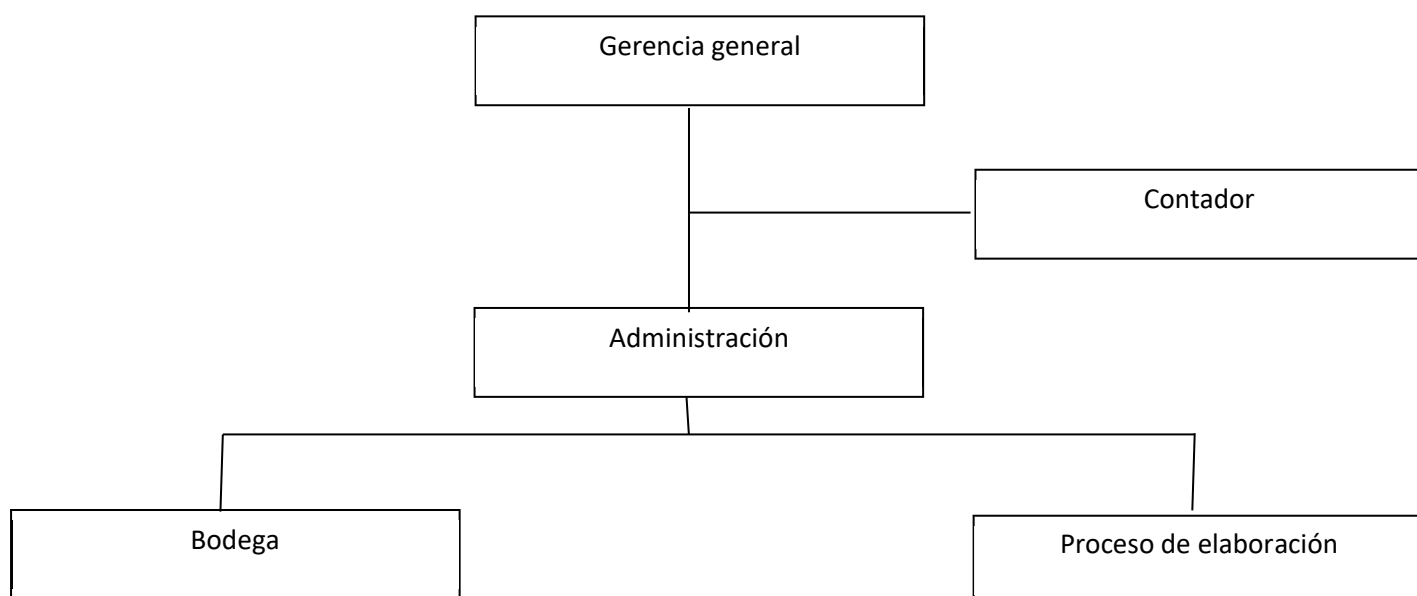 Gerencia general
Contador
Administración
Bodega
Proceso de elaboración